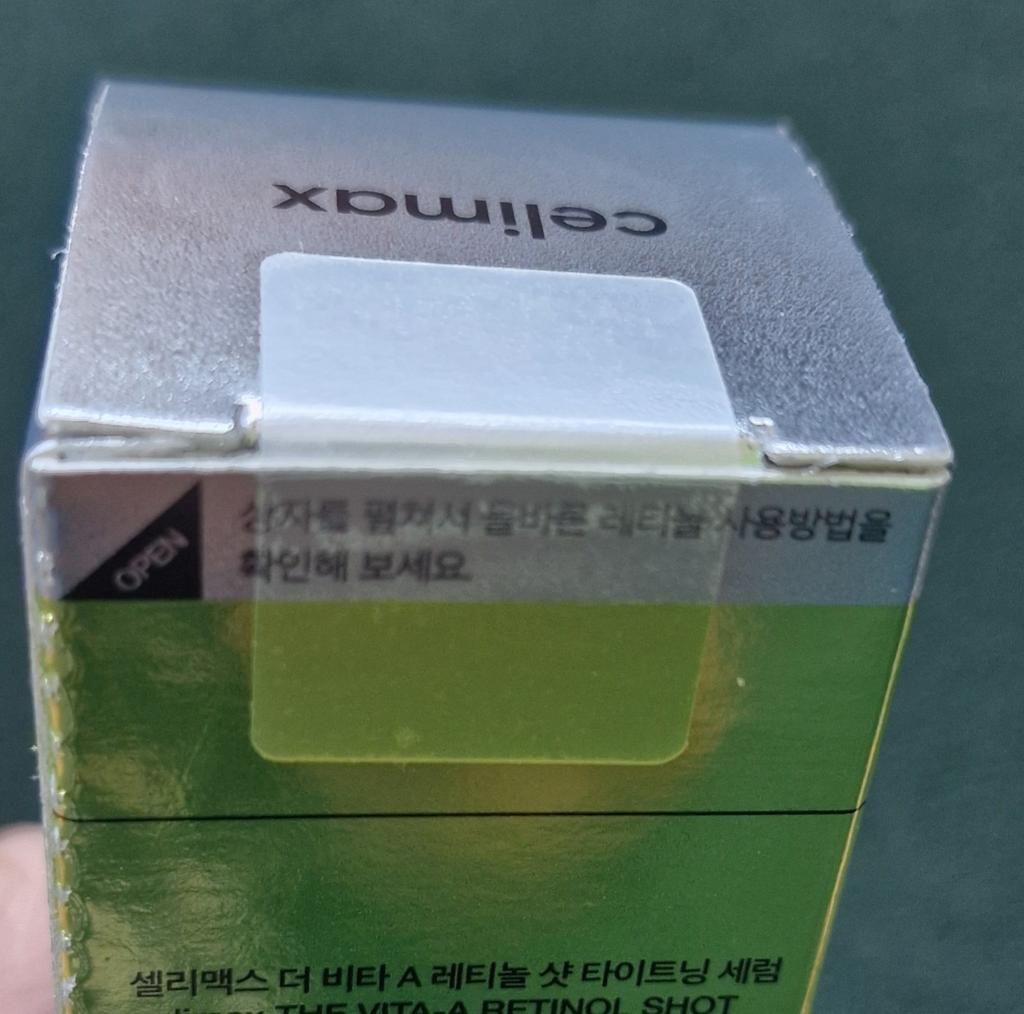 celimax
OPEN
상자를 펼쳐서 올바른 레티놀 사용방법을
확인해 보세요.
셀리맥스 더 비타 A 레티놀 샷 타이트닝 세럼
THE VITA-A RETINOL SHOT